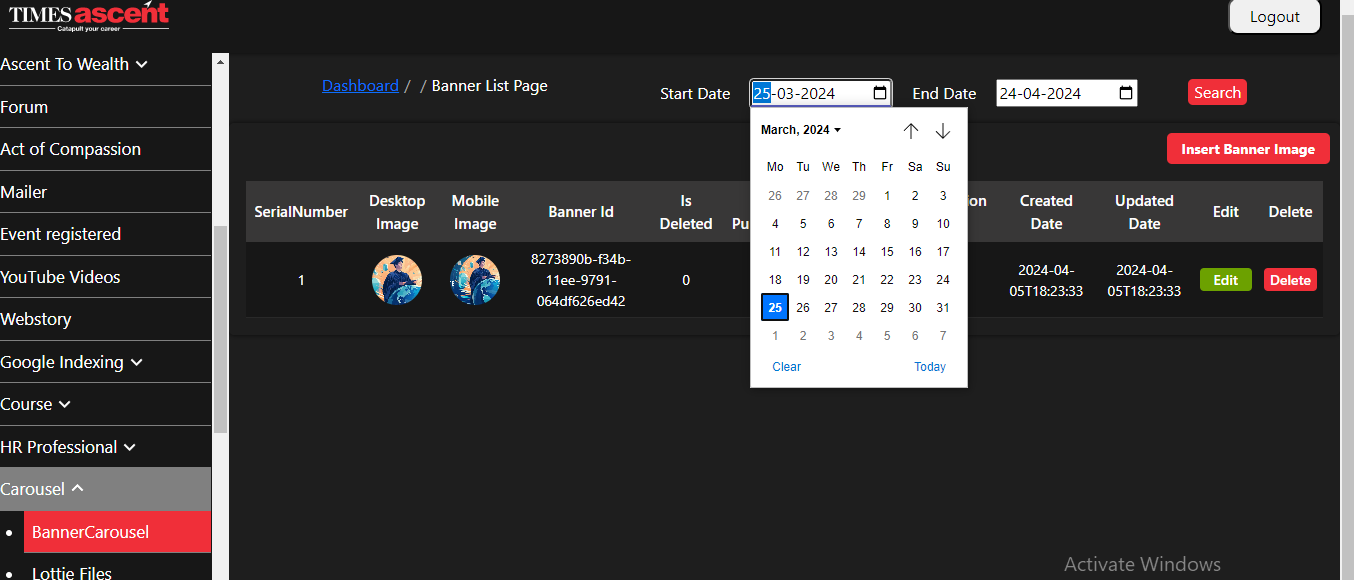 TIMES ascent
Catapult your career
Logout
Ascent To Wealth
Forum
Act of Compassion
Mailer
Event registered
YouTube Videos
Webstory
Google Indexing
Course
HR Professional
Carousel
BannerCarousel
Lottie Files
Dashboard / / Banner List Page
Start Date 25-03-2024 End Date 24-04-2024 Search
Insert Banner Image
SerialNumber
Desktop
Image
Mobile
Image
Banner Id
Is
Deleted
Pu
on
Created
Date
Updated
Date
Edit
Delete
1
8273890b-f34b-
11ee-9791-
064df626ed42
0
2024-04-
05T18:23:33
2024-04-
05T18:23:33
Edit
Delete
March, 2024
Mo Tu We Th Fr Sa Su
26 27 28 29 1 2 3
4 5 6 7 8 9 10
11 12 13 14 15 16 17
18 19 20 21 22 23 24
25 26 27 28 29 30 31
1 2 3 4 5 6 7
Clear Today
Activate Windows